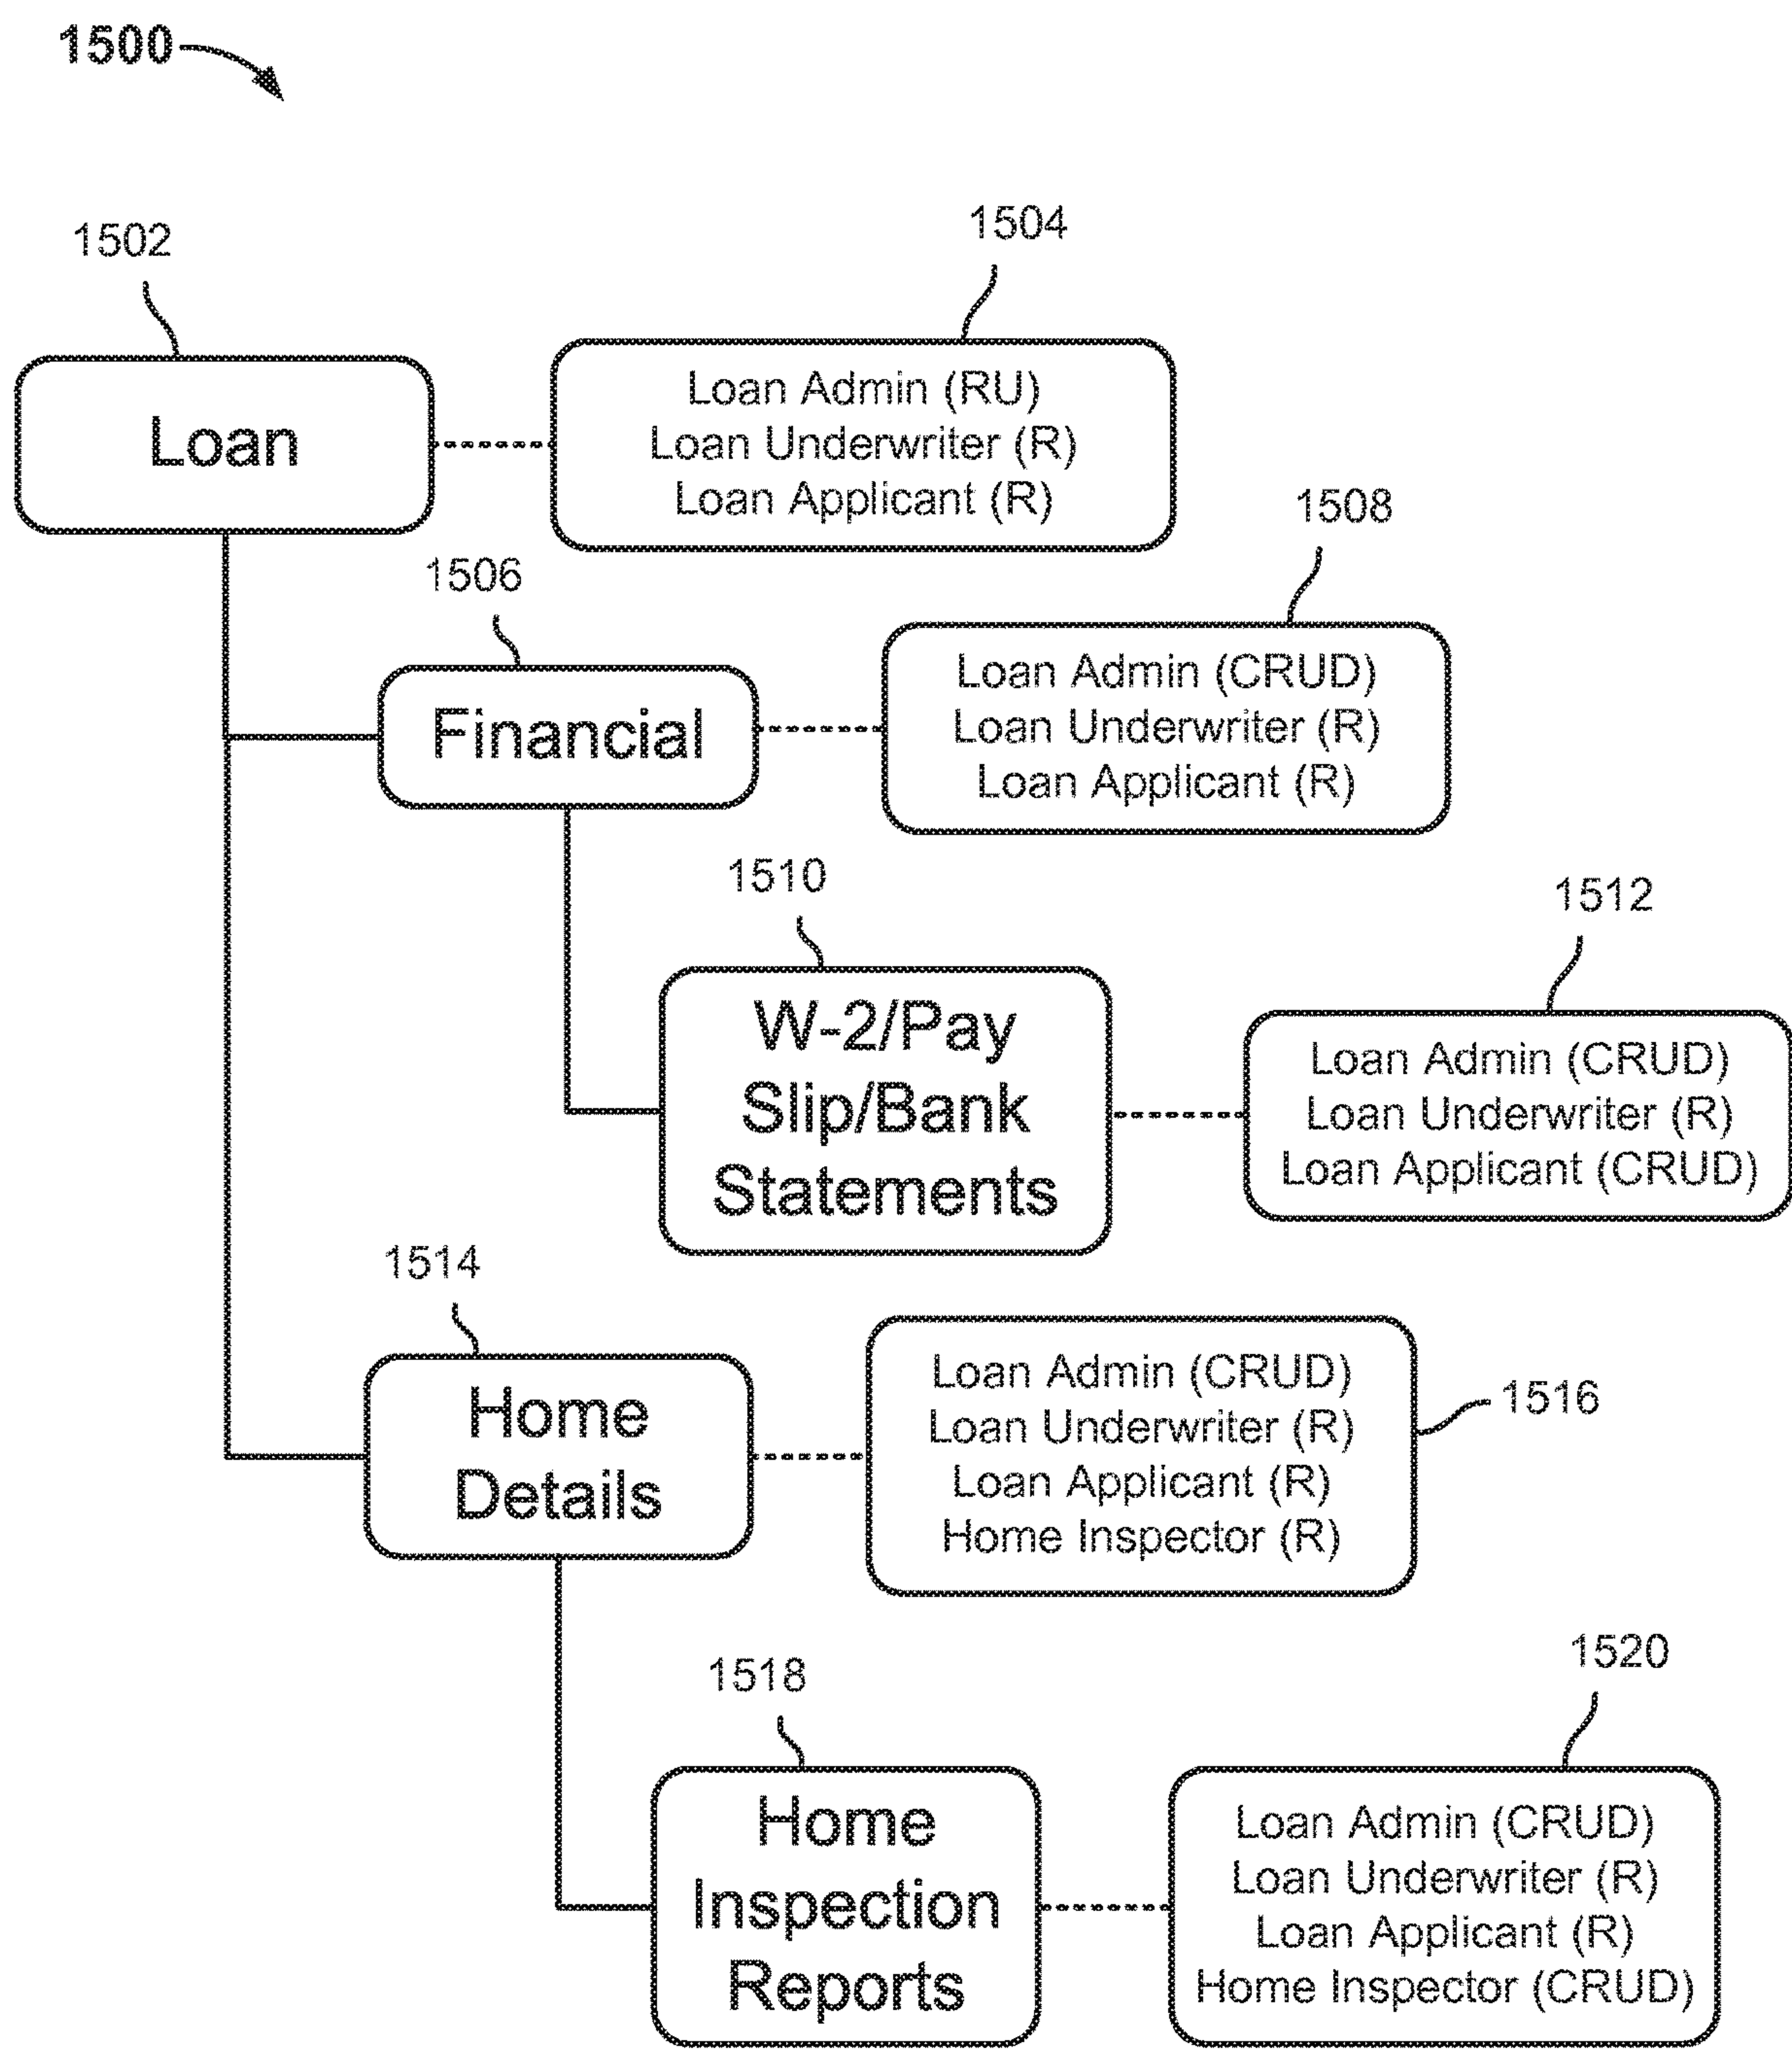 1500
1502
1504
Loan
Loan Admin (RU)
Loan Underwriter (R)
Loan Applicant (R)
1506
1508
Financial
Loan Admin (CRUD)
Loan Underwriter (R)
Loan Applicant (R)
1510
1512
W-2/Pay
Slip/Bank
Statements
Loan Admin (CRUD)
Loan Underwriter (R)
Loan Applicant (CRUD)
1514
1516
Home
Details
Loan Admin (CRUD)
Loan Underwriter (R)
Loan Applicant (R)
Home Inspector (R)
1518
1520
Home
Inspection
Reports
Loan Admin (CRUD)
Loan Underwriter (R)
Loan Applicant (R)
Home Inspector (CRUD)